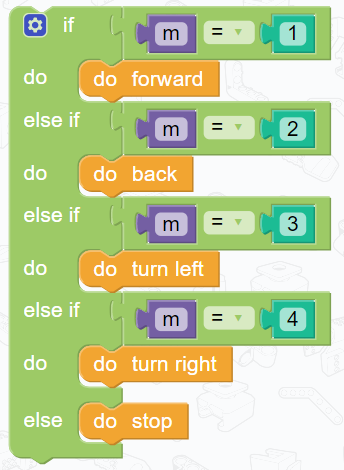 if m = 1
do do forward
else if m = 2
do do back
else if m = 3
do do turn left
else if m = 4
do do turn right
else do stop